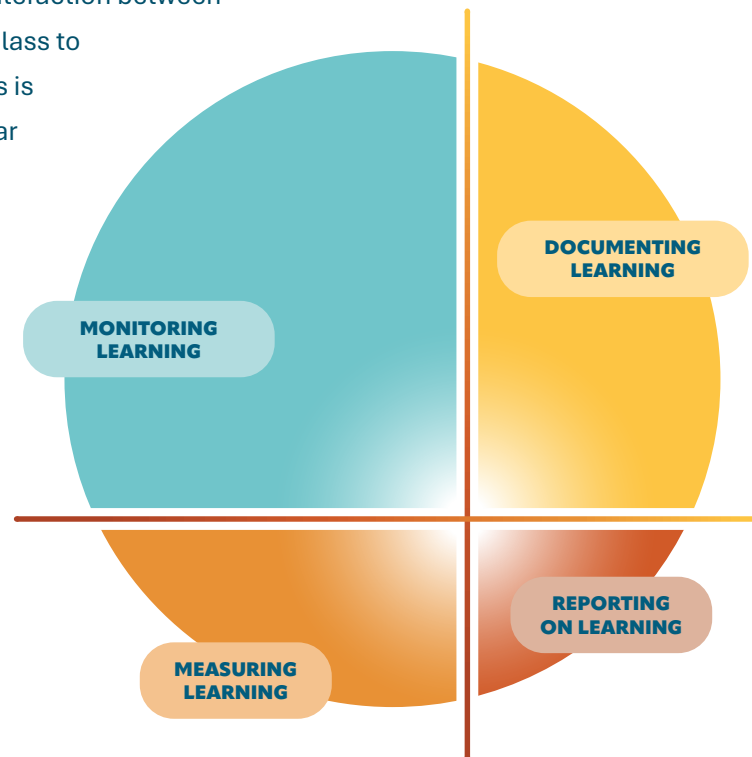 lass to
s is
ar
DOCUMENTING
LEARNING
MONITORING
LEARNING
REPORTING
ON LEARNING
MEASURING
LEARNING